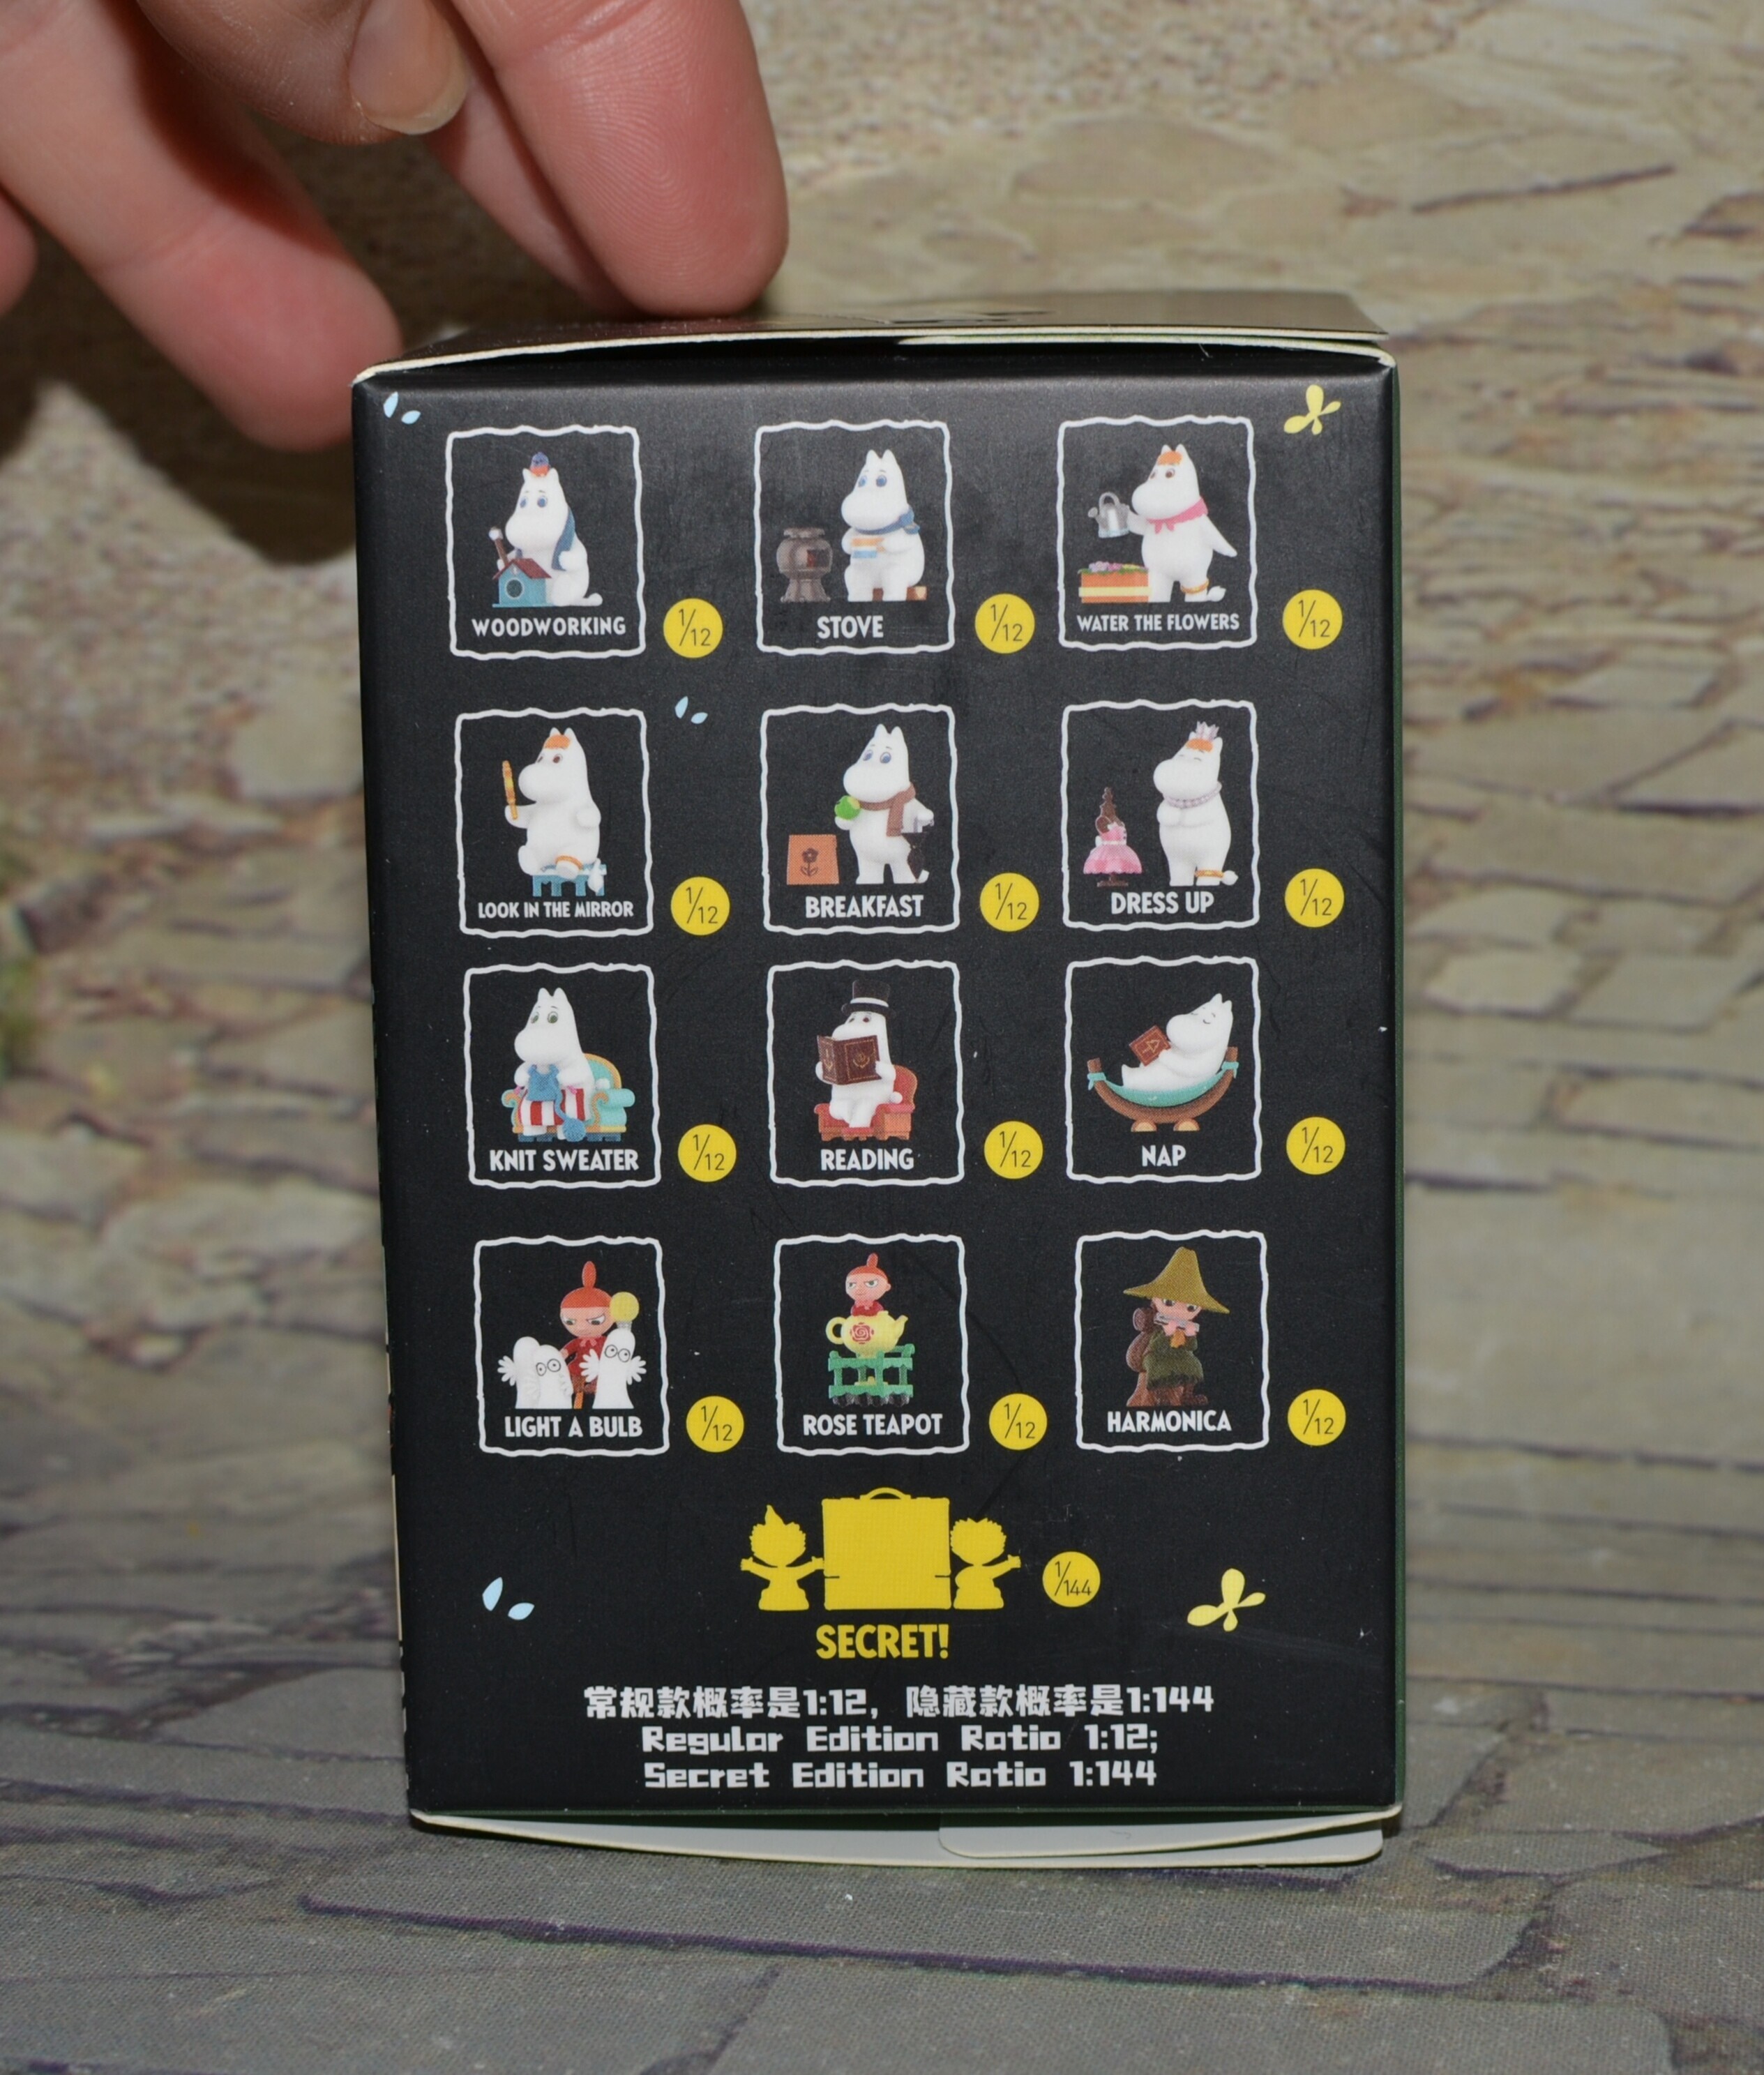 WOODWORKING
1/12
STOVE
1/12
WATER THE FLOWERS
1/12
LOOK IN THE MIRROR
1/12
BREAKFAST
1/12
DRESS UP
1/12
KNIT SWEATER
1/12
READING
1/12
NAP
1/12
LIGHT A BULB
1/12
ROSE TEAPOT
1/12
HARMONICA
1/12
1/144
SECRET!
常规款概率是1:12，隐藏款概率是1:144
Regular Edition Ratio 1:12;
Secret Edition Ratio 1:144